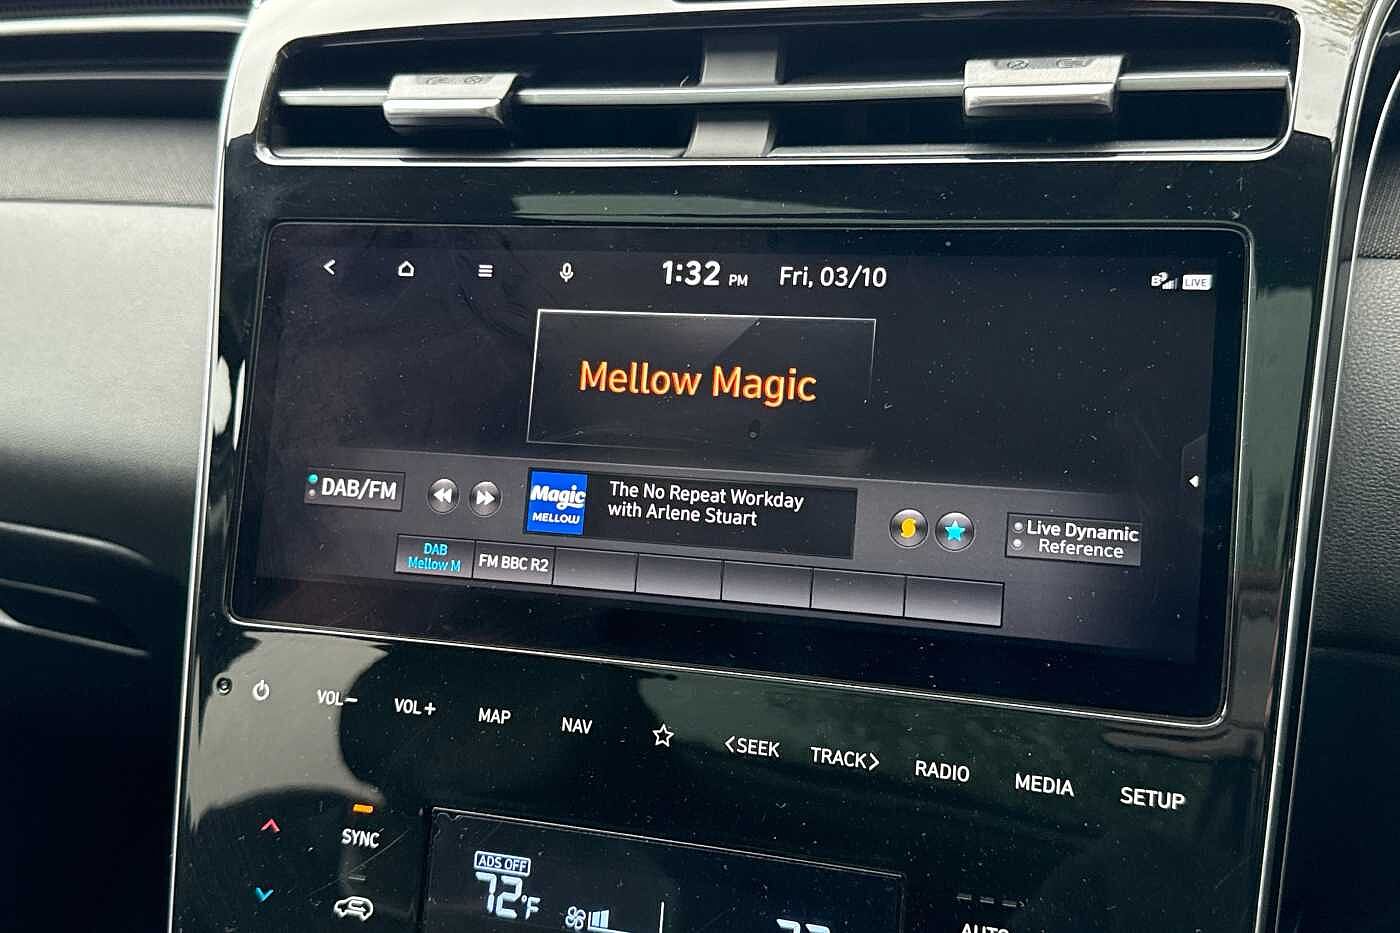 1:32 PM Fri, 03/10
LIVE
Mellow Magic
DAB/FM
Magic
MELLOW
The No Repeat Workday
with Arlene Stuart
Live Dynamic
Reference
DAB
Mellow M
FM BBC R2
VOL− VOL+ MAP NAV <SEEK TRACK> RADIO MEDIA SETUP
SYNC
ADS OFF
72°F
AUTO